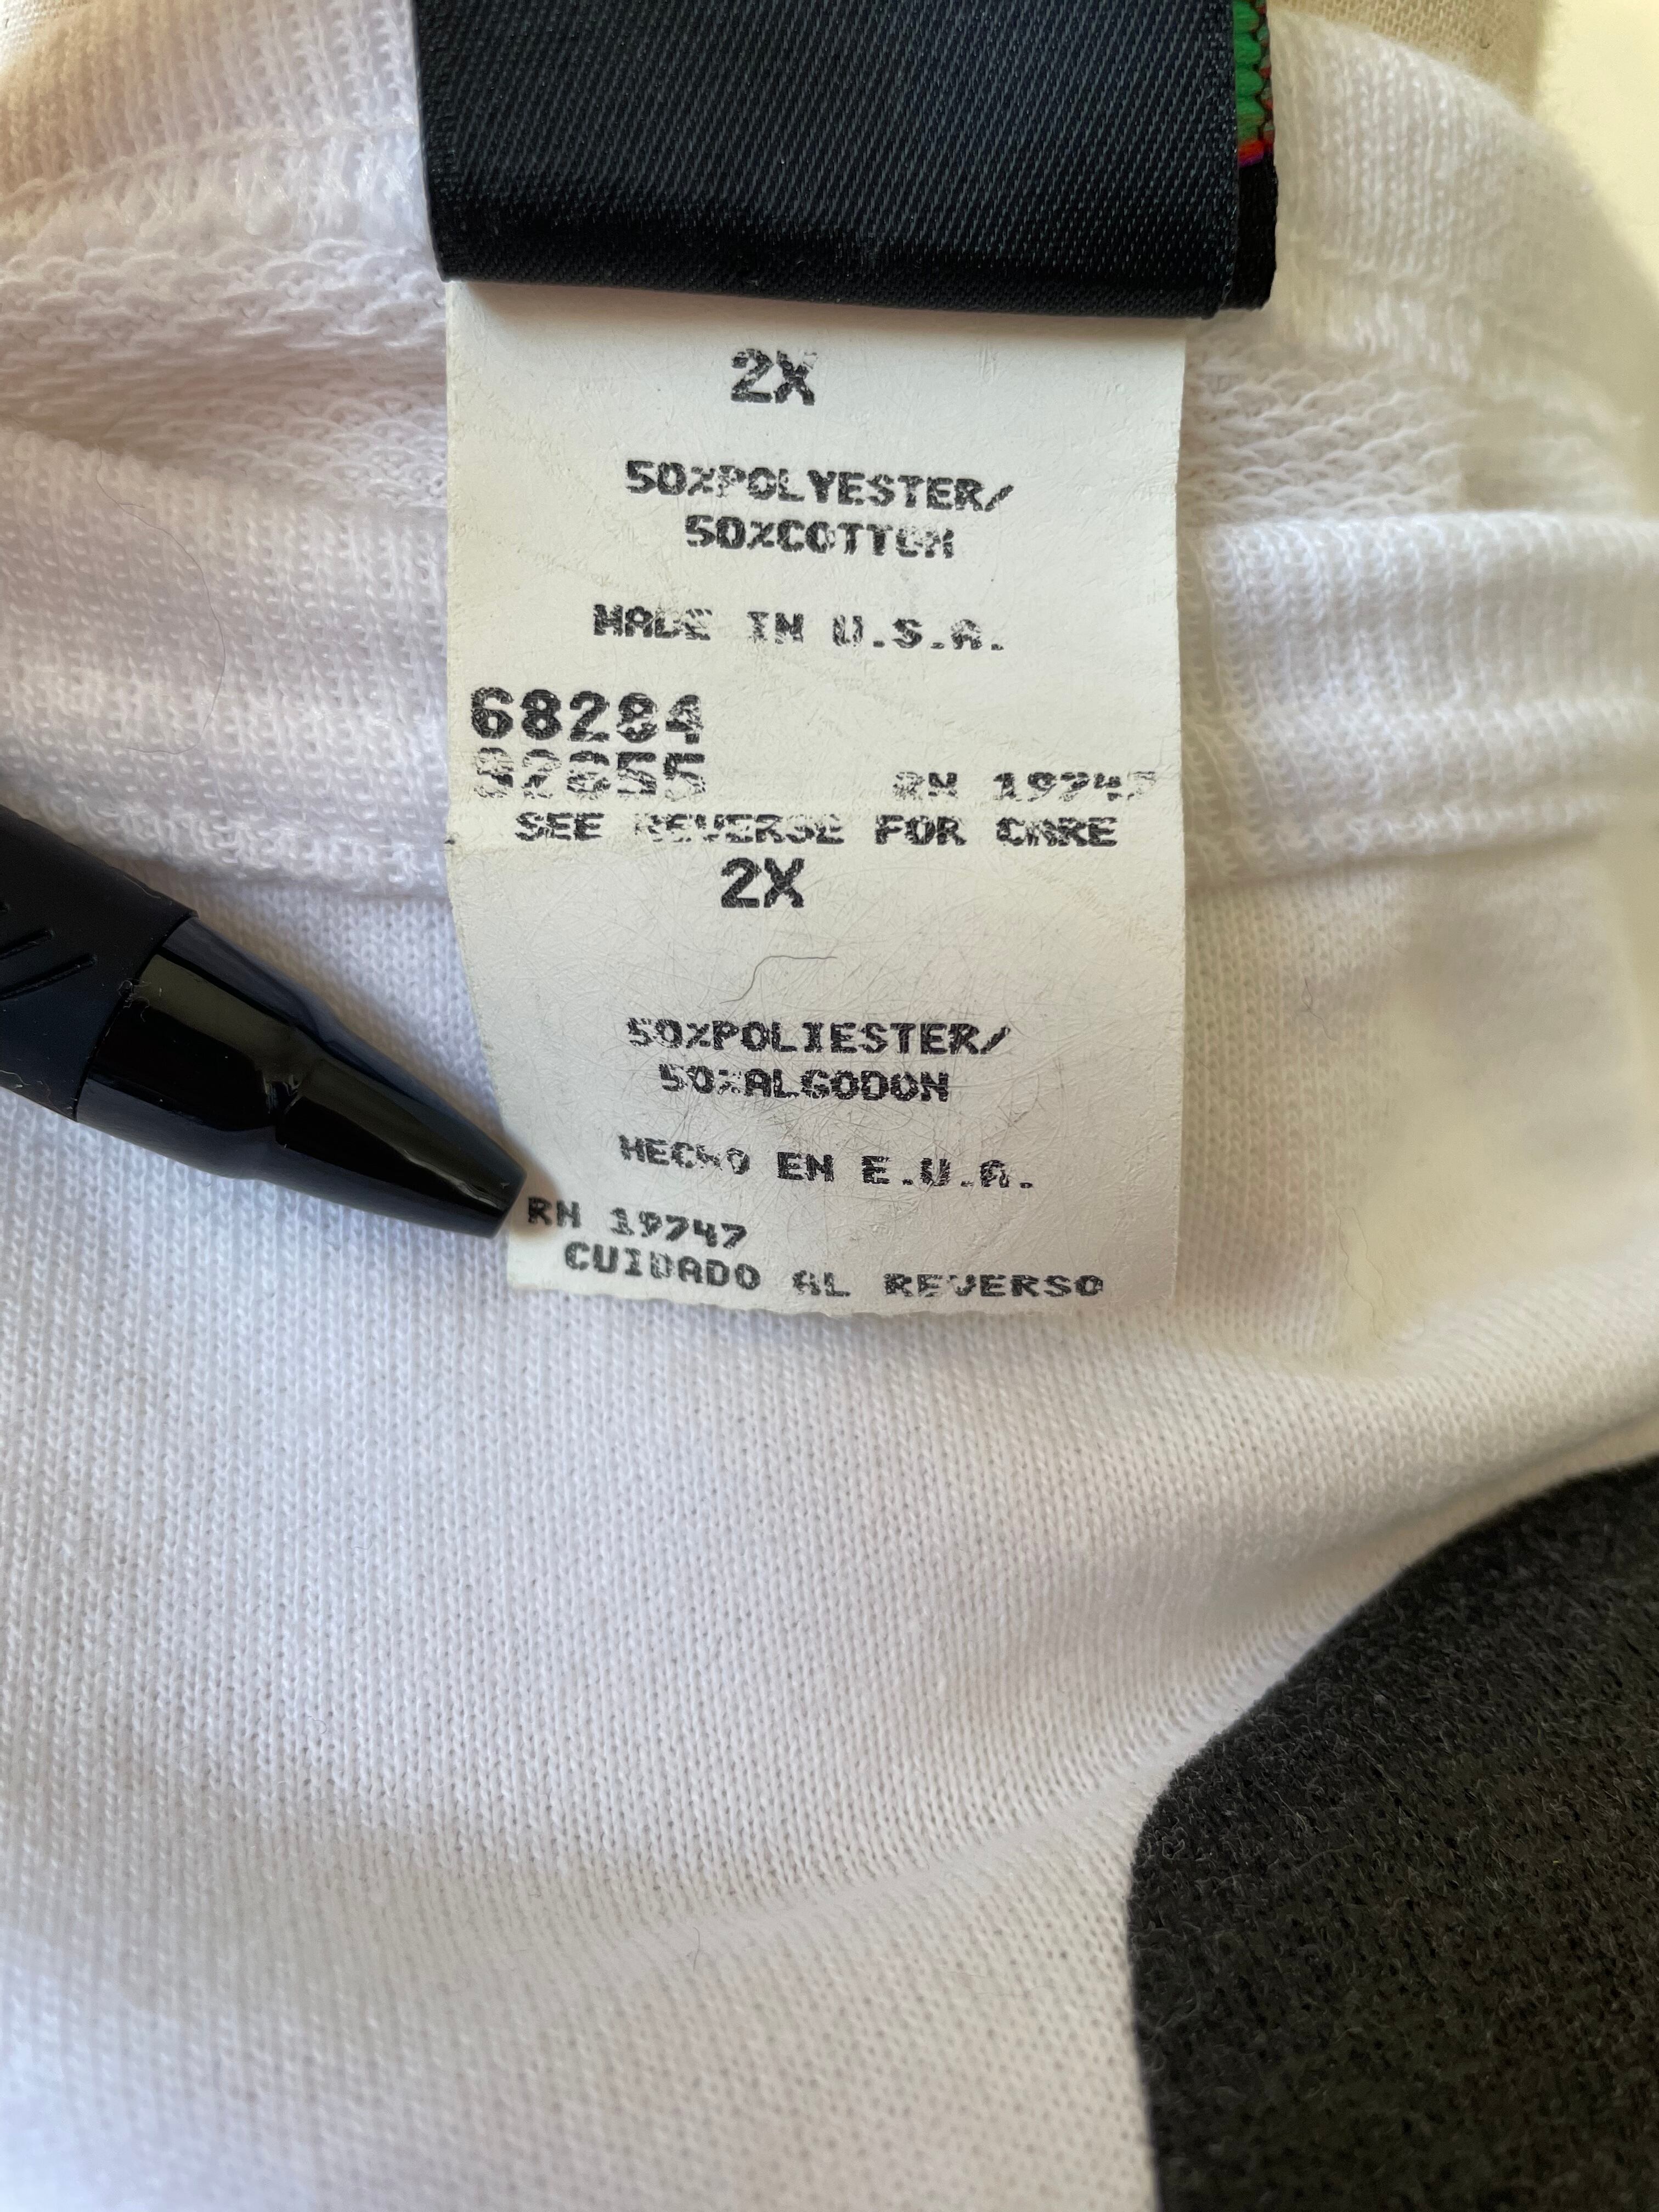 2X
50%POLYESTER/
50%COTTON
MADE IN U.S.A.
68284
82855 RN 19747
SEE REVERSE FOR CARE
2X
50%POLIESTER/
50%ALGODON
HECHO EN E.U.A.
RN 19747
CUIDADO AL REVERSO